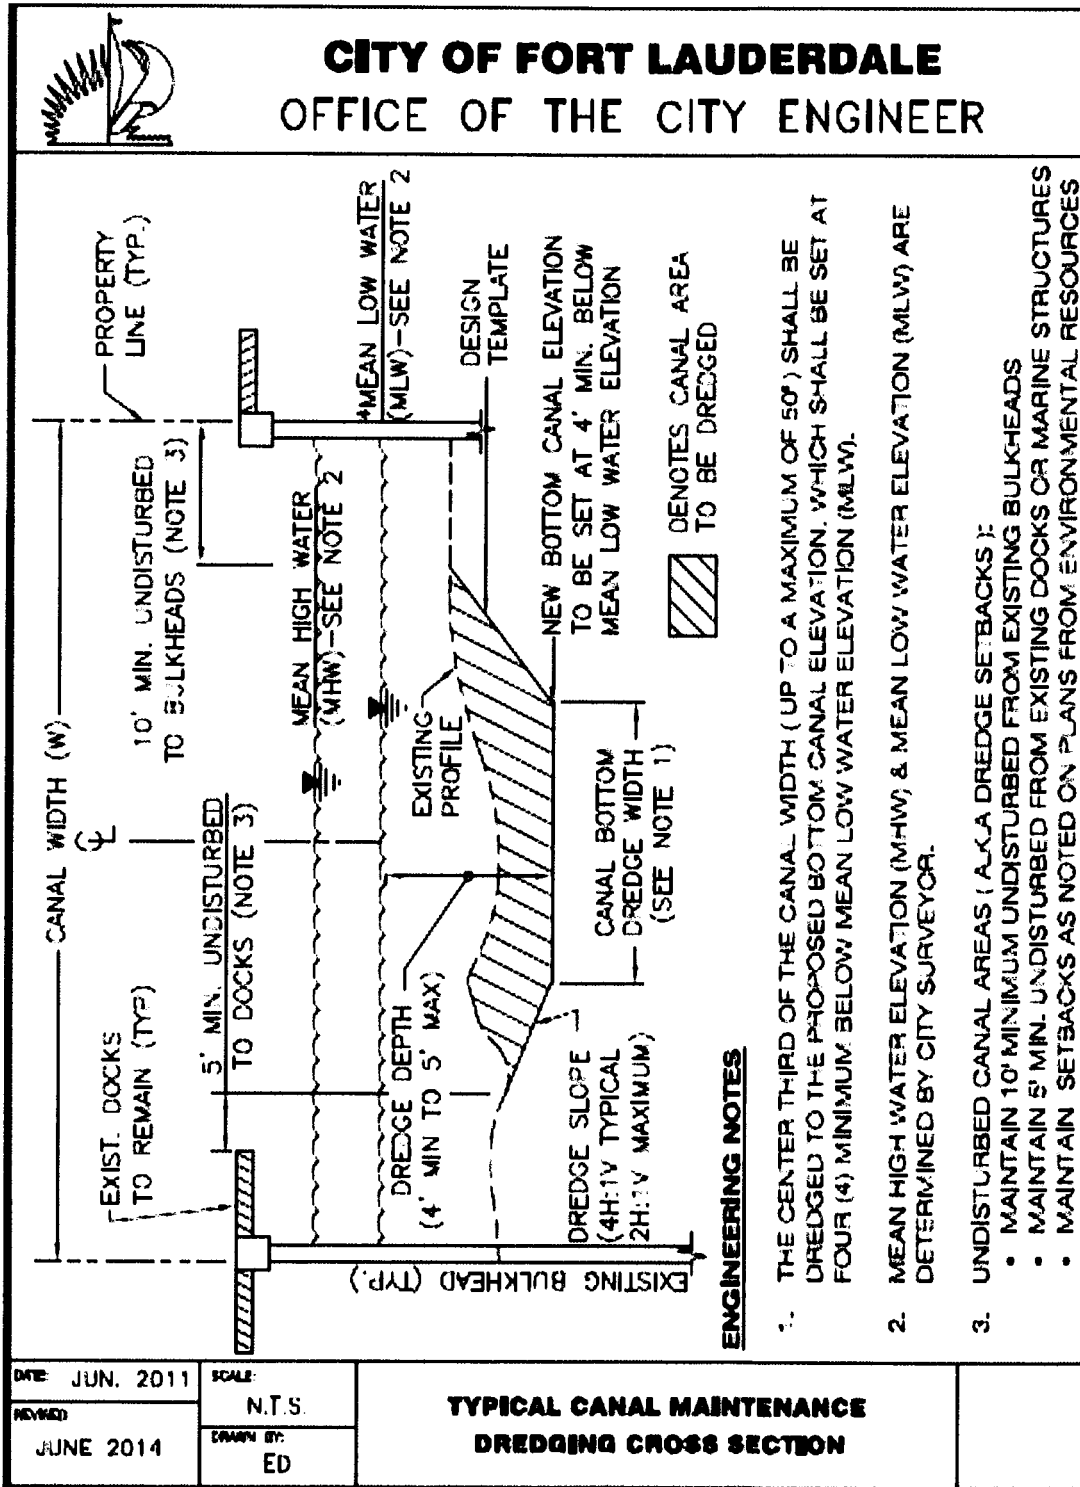 CITY OF FORT LAUDERDALE
OFFICE OF THE CITY ENGINEER
CANAL WIDTH (W)
PROPERTY
LINE (TYP.)
EXIST. DOCKS
TO REMAIN (TYP)
10' MIN. UNDISTURBED
TO BULKHEADS (NOTE 3)
5' MIN. UNDISTURBED
TO DOCKS (NOTE 3)
MEAN HIGH WATER
(MHW)-SEE NOTE 2
MEAN LOW WATER
(MLW)-SEE NOTE 2
DREDGE DEPTH
(4' MIN TO 5' MAX)
EXISTING
PROFILE
DESIGN
TEMPLATE
EXISTING BULKHEAD (TYP.)
DREDGE SLOPE
(4H:1V TYPICAL
2H:1V MAXIMUM)
CANAL BOTTOM
DREDGE WIDTH
(SEE NOTE 1)
NEW BOTTOM CANAL ELEVATION
TO BE SET AT 4' MIN. BELOW
MEAN LOW WATER ELEVATION
DENOTES CANAL AREA
TO BE DREDGED
ENGINEERING NOTES
1. THE CENTER THIRD OF THE CANAL WIDTH ( UP TO A MAXIMUM OF 50') SHALL BE
DREDGED TO THE PROPOSED BOTTOM CANAL ELEVATION, WHICH SHALL BE SET AT
FOUR (4) MINIMUM BELOW MEAN LOW WATER ELEVATION (MLW).
2. MEAN HIGH WATER ELEVATION (MHW) & MEAN LOW WATER ELEVATION (MLW) ARE
DETERMINED BY CITY SURVEYOR.
3. UNDISTURBED CANAL AREAS ( A.K.A DREDGE SETBACKS ):
• MAINTAIN 10' MINIMUM UNDISTURBED FROM EXISTING BULKHEADS
• MAINTAIN 5' MIN. UNDISTURBED FROM EXISTING DOCKS OR MARINE STRUCTURES
• MAINTAIN SETBACKS AS NOTED ON PLANS FROM ENVIRONMENTAL RESOURCES
DATE: JUN. 2011
REVISED
JUNE 2014
SCALE:
N.T.S.
DRAWN BY:
ED
TYPICAL CANAL MAINTENANCE
DREDGING CROSS SECTION